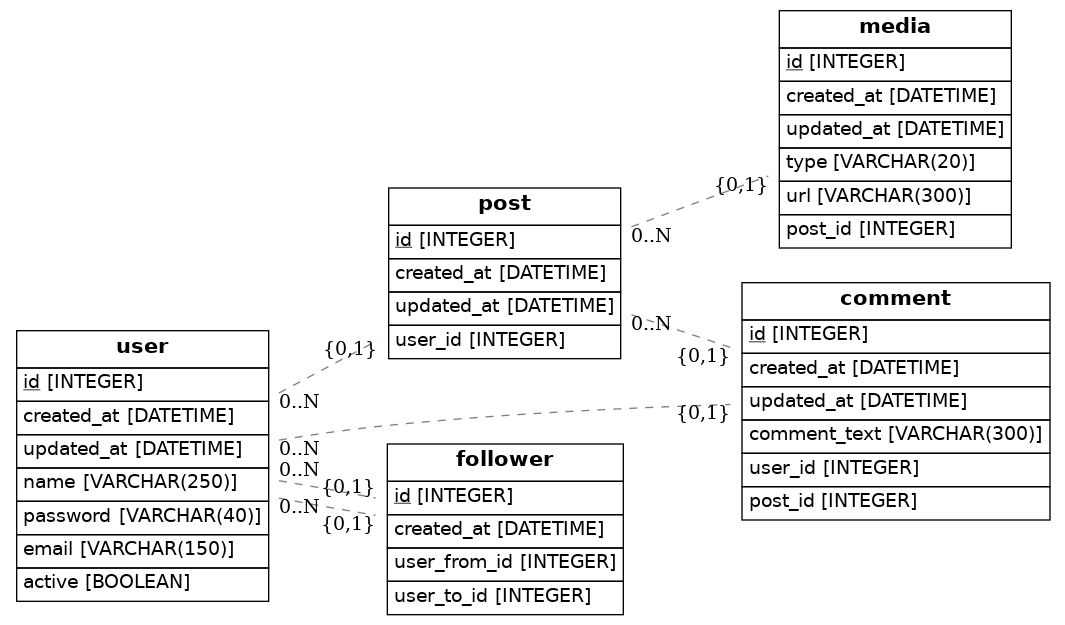 media
id [INTEGER]
created_at [DATETIME]
updated_at [DATETIME]
type [VARCHAR(20)]
url [VARCHAR(300)]
post_id [INTEGER]
{0,1}
0..N
post
id [INTEGER]
created_at [DATETIME]
updated_at [DATETIME]
user_id [INTEGER]
0..N
{0,1}
comment
id [INTEGER]
created_at [DATETIME]
updated_at [DATETIME]
comment_text [VARCHAR(300)]
user_id [INTEGER]
post_id [INTEGER]
user
id [INTEGER]
created_at [DATETIME]
updated_at [DATETIME]
name [VARCHAR(250)]
password [VARCHAR(40)]
email [VARCHAR(150)]
active [BOOLEAN]
{0,1}
0..N
{0,1}
0..N
0..N
{0,1}
0..N
{0,1}
follower
id [INTEGER]
created_at [DATETIME]
user_from_id [INTEGER]
user_to_id [INTEGER]